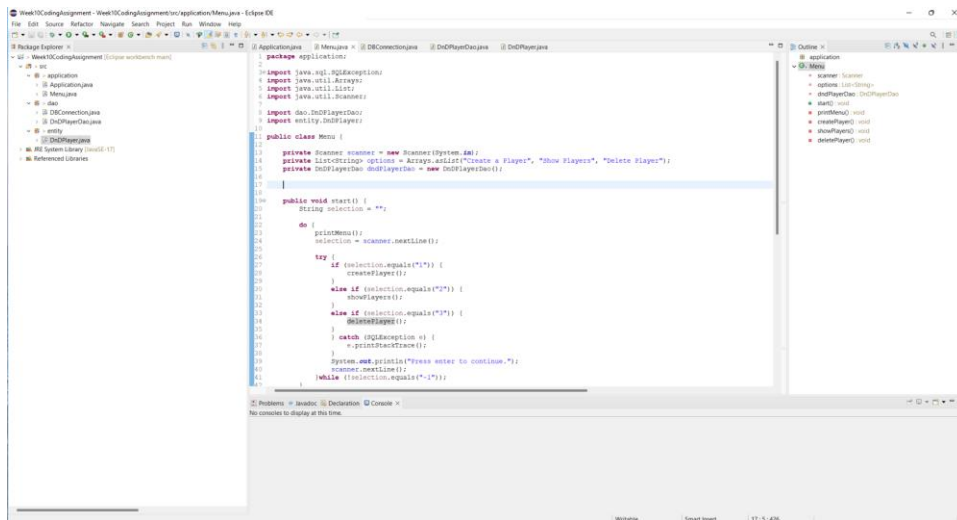 Week10CodingAssignment - Week10CodingAssignment/src/application/Menu.java - Eclipse IDE
File Edit Source Refactor Navigate Search Project Run Window Help
Package Explorer
Week10CodingAssignment [Eclipse-workbench main]
src
application
Application.java
Menu.java
dao
DBConnection.java
DnDPlayerDao.java
entity
DnDPlayer.java
JRE System Library [JavaSE-17]
Referenced Libraries
Application.java Menu.java DBConnection.java DnDPlayerDao.java DnDPlayer.java
1 package application;
2
3 import java.sql.SQLException;
4 import java.util.Arrays;
5 import java.util.List;
6 import java.util.Scanner;
7
8 import dao.DnDPlayerDao;
9 import entity.DnDPlayer;
10
11 public class Menu {
12
13 private Scanner scanner = new Scanner(System.in);
14 private List<String> options = Arrays.asList("Create a Player", "Show Players", "Delete Player");
15 private DnDPlayerDao dndPlayerDao = new DnDPlayerDao();
16
17
18
19 public void start() {
20 String selection = "";
21
22 do {
23 printMenu();
24 selection = scanner.nextLine();
25
26 try {
27 if (selection.equals("1")) {
28 createPlayer();
29 }
30 else if (selection.equals("2")) {
31 showPlayers();
32 }
33 else if (selection.equals("3")) {
34 deletePlayer();
35 }
36 } catch (SQLException e) {
37 e.printStackTrace();
38 }
39 System.out.println("Press enter to continue.");
40 scanner.nextLine();
41 }while (!selection.equals("-1"));
42 }
Outline
application
Menu
scanner : Scanner
options : List<String>
dndPlayerDao : DnDPlayerDao
start() : void
printMenu() : void
createPlayer() : void
showPlayers() : void
deletePlayer() : void
Problems Javadoc Declaration Console
No consoles to display at this time.
Writable Smart Insert 17 : 5 : 426